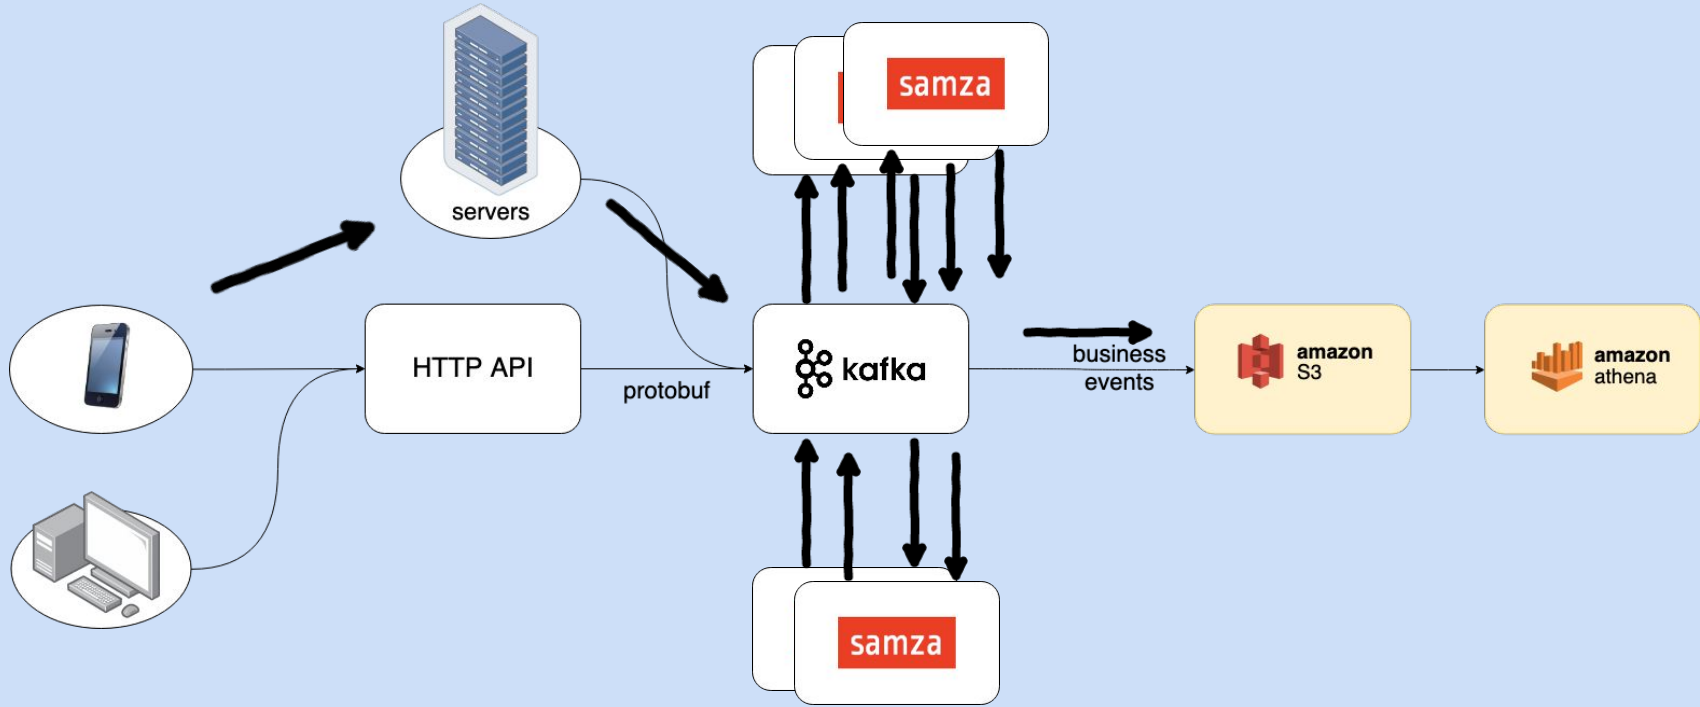 samza
servers
HTTP API
protobuf
kafka
business
events
amazon
S3
amazon
athena
samza